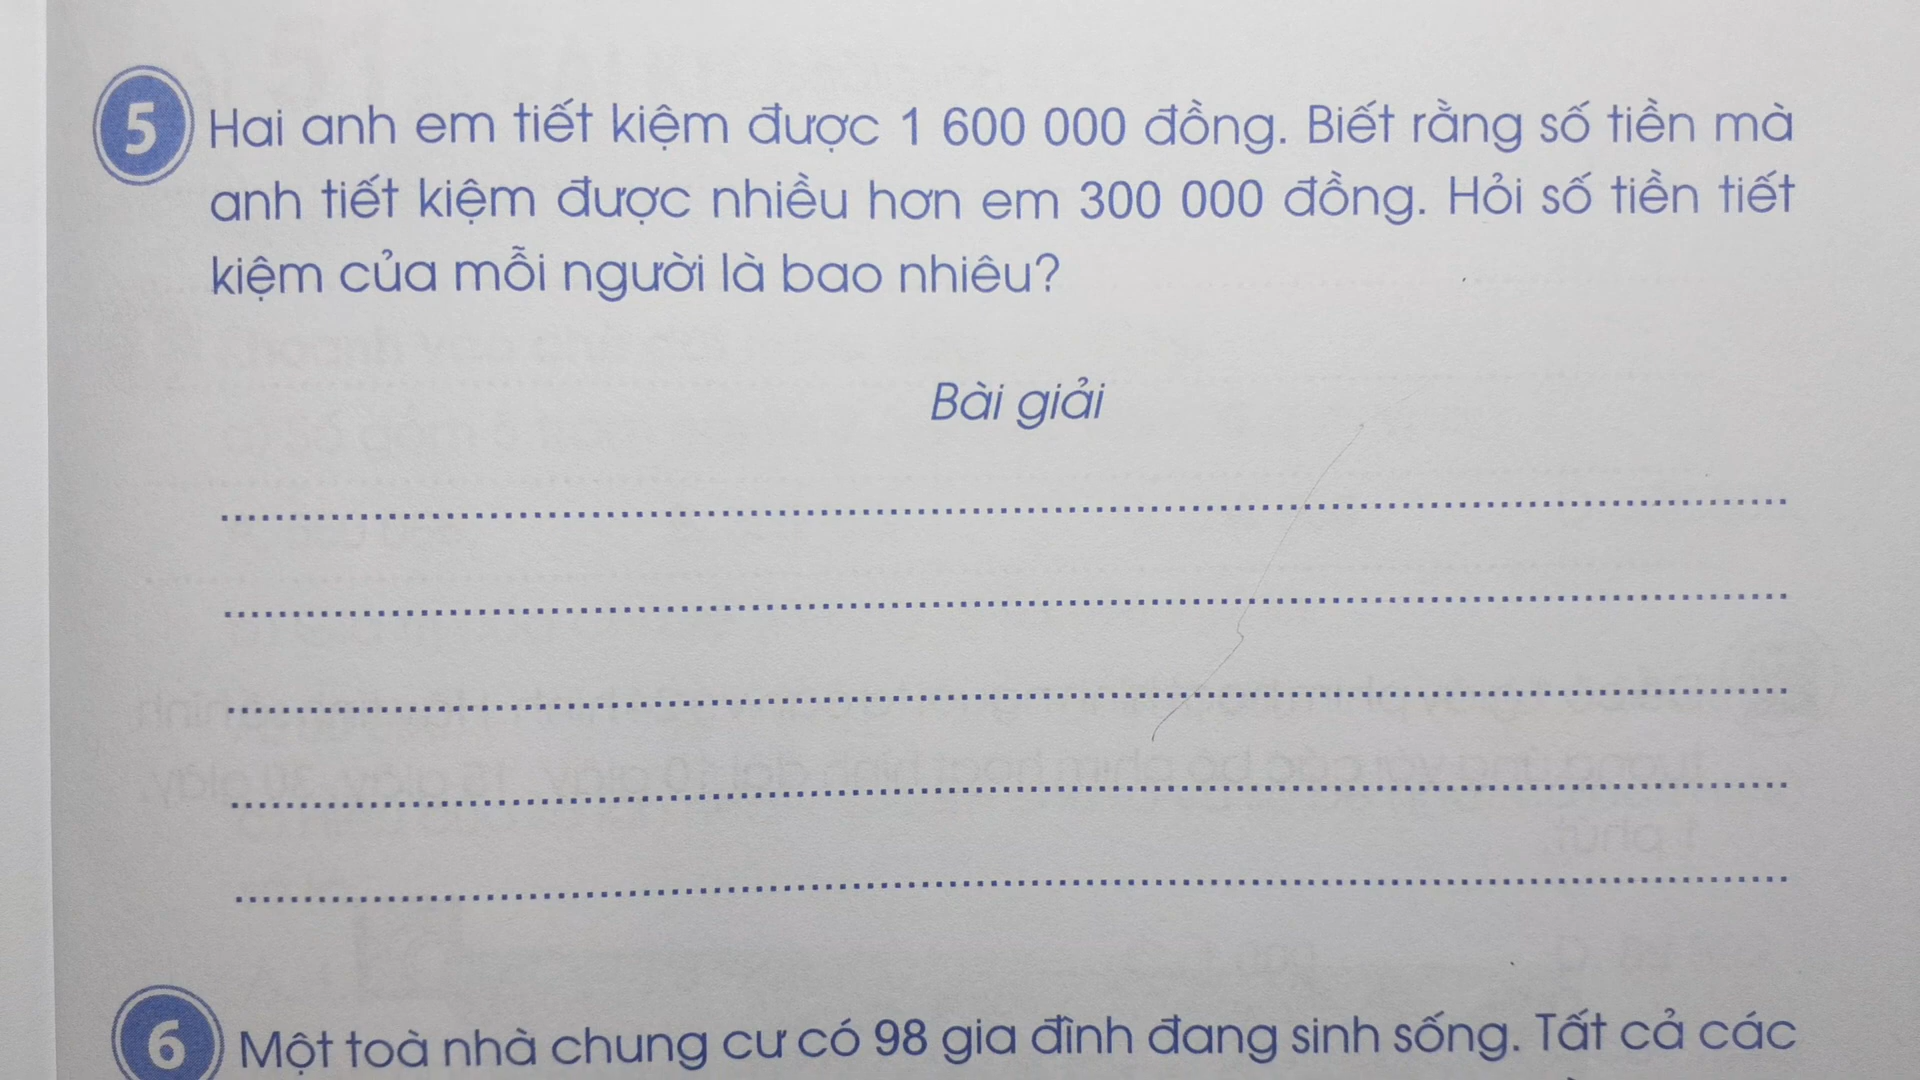 5 Hai anh em tiết kiệm được 1 600 000 đồng. Biết rằng số tiền mà
anh tiết kiệm được nhiều hơn em 300 000 đồng. Hỏi số tiền tiết
kiệm của mỗi người là bao nhiêu?
Bài giải
6 Một toà nhà chung cư có 98 gia đình đang sinh sống. Tất cả các